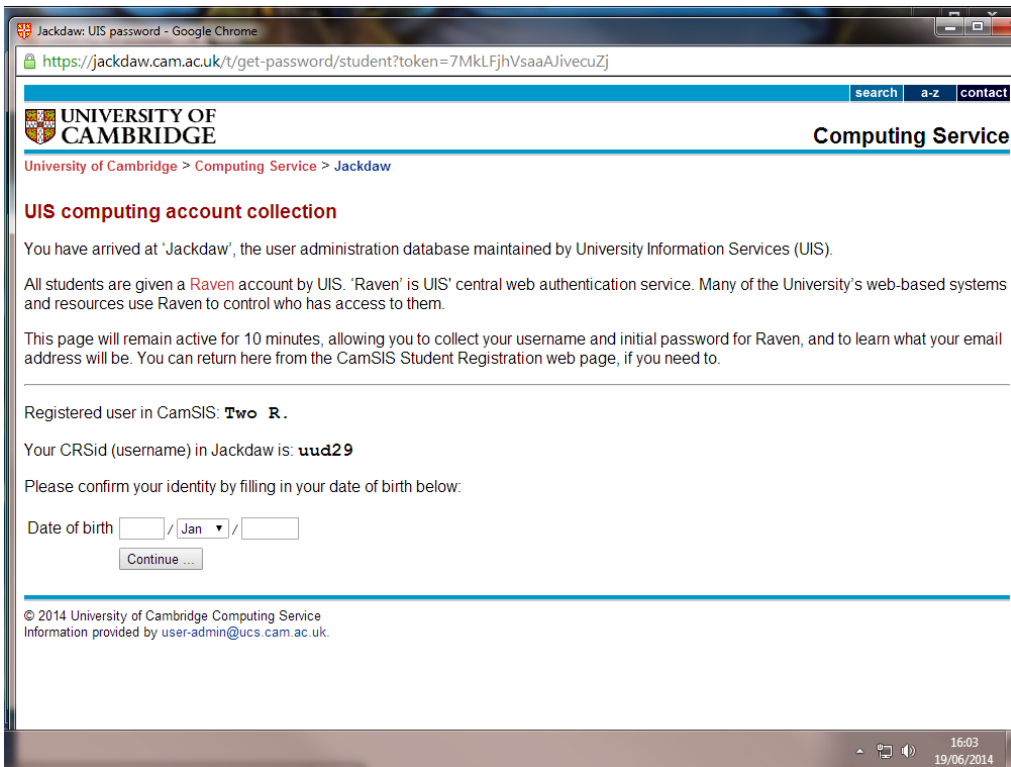 Jackdaw: UIS password - Google Chrome
https://jackdaw.cam.ac.uk/t/get-password/student?token=7MkLFjhVsaaAJivecuZj
search a-z contact
UNIVERSITY OF
CAMBRIDGE
Computing Service
University of Cambridge > Computing Service > Jackdaw
UIS computing account collection
You have arrived at ‘Jackdaw’, the user administration database maintained by University Information Services (UIS).
All students are given a Raven account by UIS. ‘Raven’ is UIS' central web authentication service. Many of the University’s web-based systems
and resources use Raven to control who has access to them.
This page will remain active for 10 minutes, allowing you to collect your username and initial password for Raven, and to learn what your email
address will be. You can return here from the CamSIS Student Registration web page, if you need to.
Registered user in CamSIS: Two R.
Your CRSid (username) in Jackdaw is: uud29
Please confirm your identity by filling in your date of birth below:
Date of birth / Jan /
Continue ...
© 2014 University of Cambridge Computing Service
Information provided by user-admin@ucs.cam.ac.uk.
16:03
19/06/2014